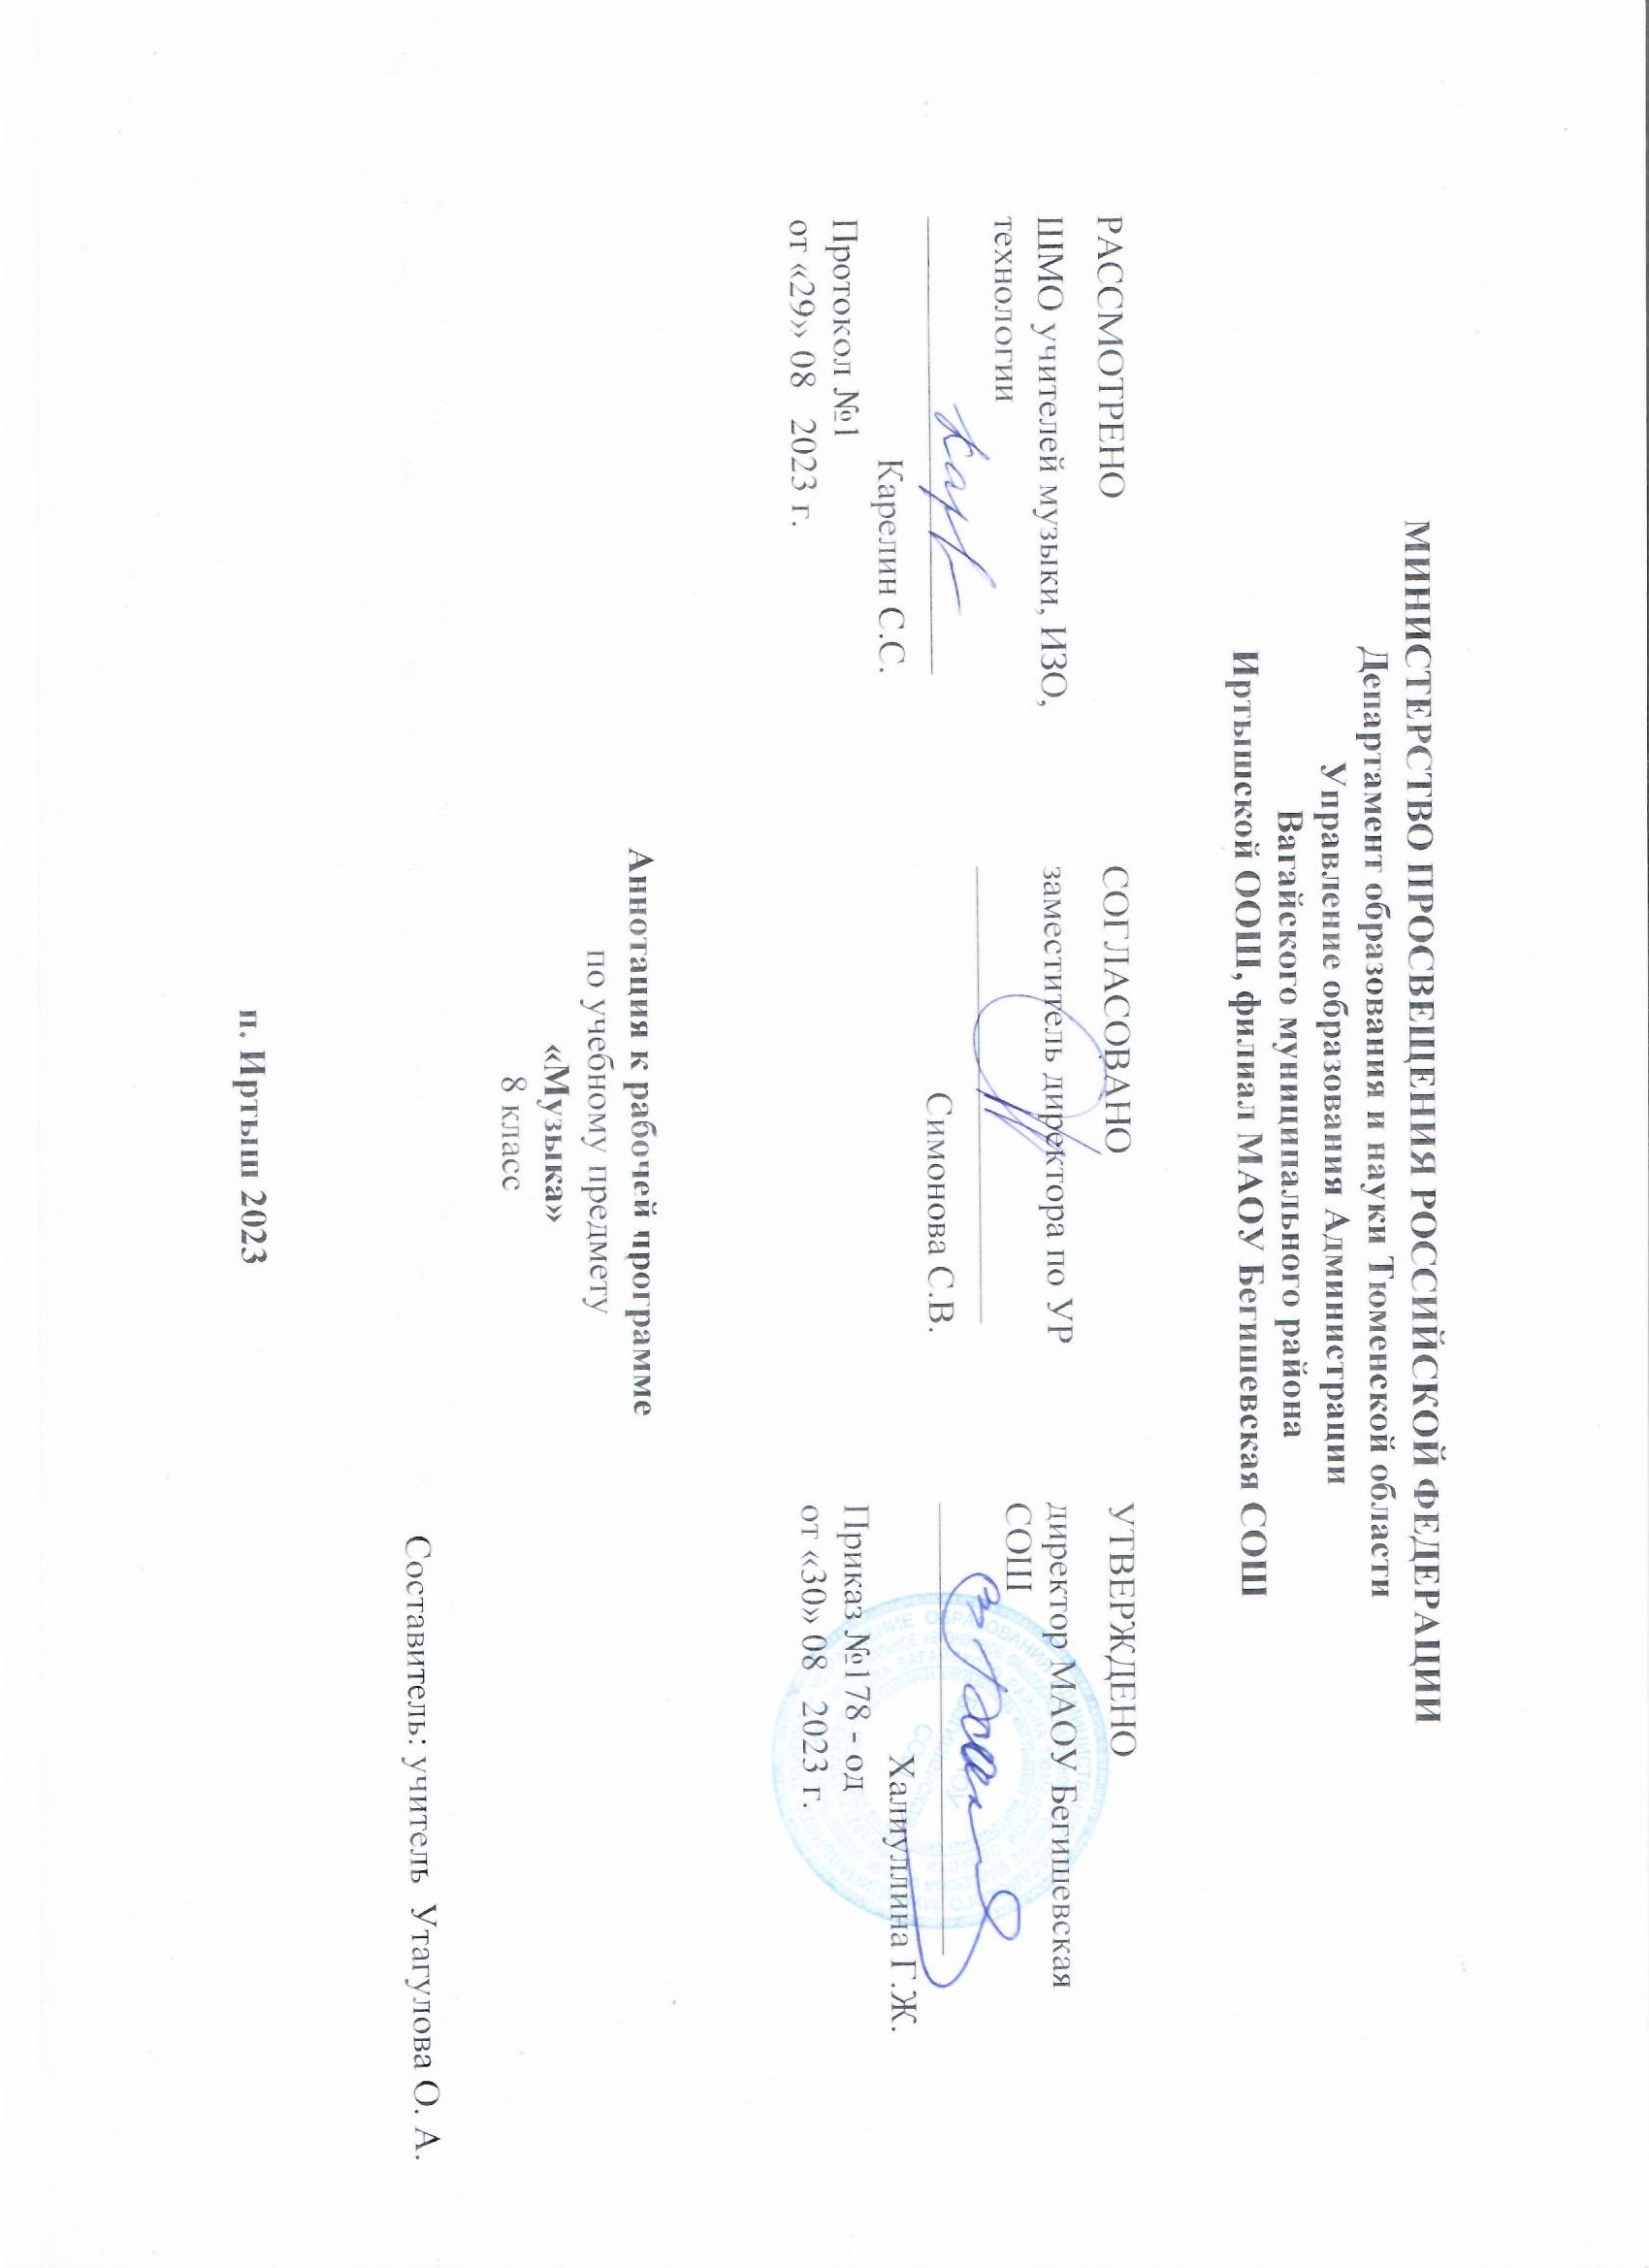 МИНИСТЕРСТВО ПРОСВЕЩЕНИЯ РОССИЙСКОЙ ФЕДЕРАЦИИ
Департамент образования и науки Тюменской области
Управление образования Администрации
Вагайского муниципального района
Иртышской ООШ, филиал МАОУ Бегишевская СОШ
РАССМОТРЕНО
ШМО учителей музыки, ИЗО,
технологии
Карелин С.С.
Протокол №1
от «29» 08 2023 г.
СОГЛАСОВАНО
заместитель директора по УР
Симонова С.В.
УТВЕРЖДЕНО
директор МАОУ Бегишевская
СОШ
Халиуллина Г.Ж.
Приказ №178 - од
от «30» 08 2023 г.
Аннотация к рабочей программе
по учебному предмету
«Музыка»
8 класс
Составитель: учитель Утагулова О. А.
п. Иртыш 2023